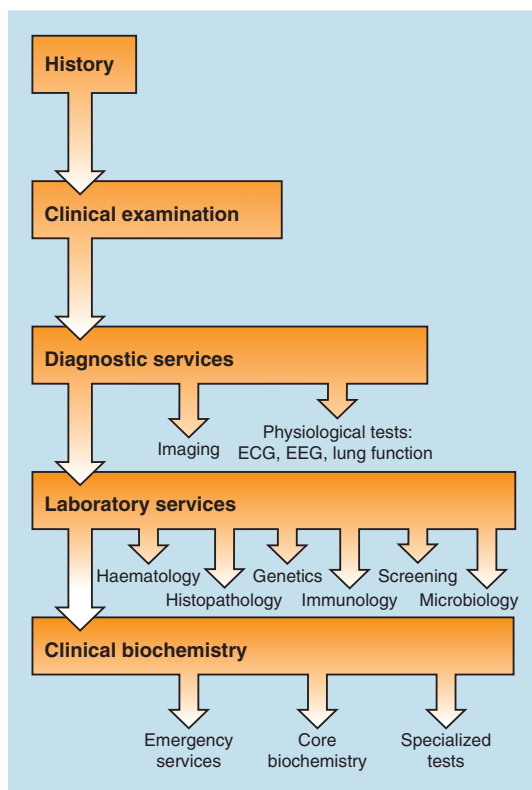 History
Clinical examination
Diagnostic services
Imaging
Physiological tests:
ECG, EEG, lung function
Laboratory services
Haematology
Histopathology
Genetics
Immunology
Screening
Microbiology
Clinical biochemistry
Emergency
services
Core
biochemistry
Specialized
tests